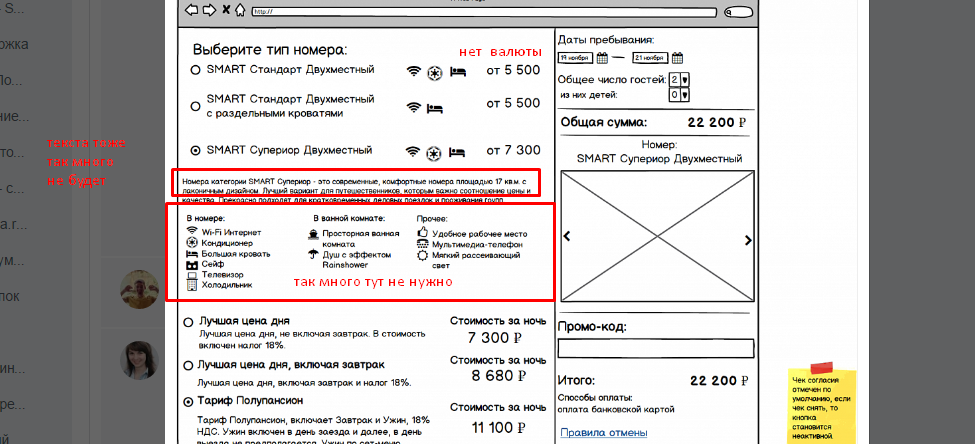 http://
Выберите тип номера:
нет валюты
SMART Стандарт Двухместный
от 5 500
SMART Стандарт Двухместный
с раздельными кроватями
от 5 500
SMART Супериор Двухместный
от 7 300
текста тоже
так много
не будет
Номера категории SMART Супериор - это современные, комфортные номера площадью 17 кв.м. с
лаконичным дизайном. Лучший вариант для путешественников, которым важно соотношение цены и
качества. Прекрасно подходят для кратковременных деловых поездок и проживания групп
В номере:
Wi-Fi Интернет
Кондиционер
Большая кровать
Сейф
Телевизор
Холодильник
В ванной комнате:
Просторная ванная
комната
Душ с эффектом
Rainshower
Прочее:
Удобное рабочее место
Мультимедиа-телефон
Мягкий рассеивающий
свет
так много тут не нужно
Лучшая цена дня
Стоимость за ночь
Лучшая цена дня, не включая завтрак. В стоимость
включен налог 18%.
7 300 ₽
Лучшая цена дня, включая завтрак
Стоимость за ночь
8 680 ₽
Лучшая цена дня, включая завтрак и налог 18%.
Тариф Полупансион
Стоимость за ночь
Тариф Полупансион, включает Завтрак и Ужин, 18%
НДС. Ужин включен в день заезда и далее, в день
11 100 ₽
выезда не предполагается. Ужин по сет-меню
Даты пребывания:
19 ноября — 21 ноября
Общее число гостей: 2
из них детей: 0
Общая сумма: 22 200 ₽
Номер:
SMART Супериор Двухместный
Промо-код:
Итого: 22 200 ₽
Способы оплаты:
оплата банковской картой
Правила отмены
Чек согласия
отмечен по
умолчанию, если
чек снять, то
кнопка
становится
неактивной.